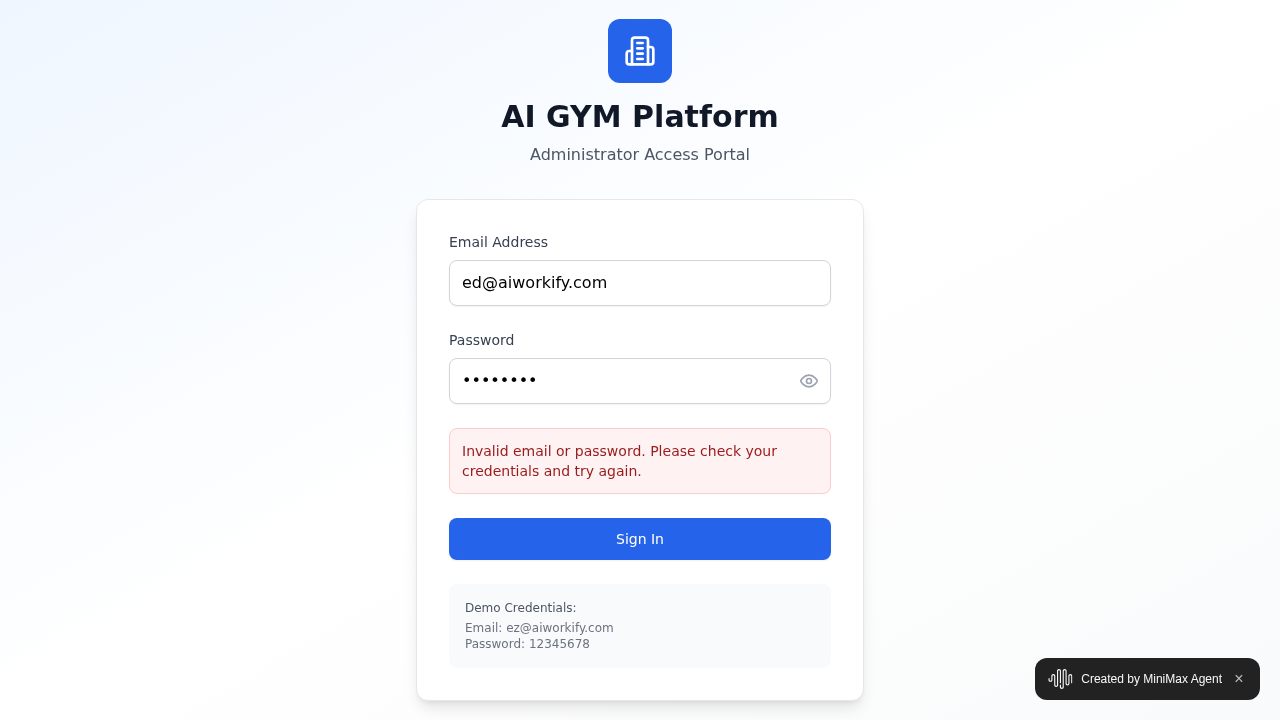 AI GYM Platform
Administrator Access Portal
Email Address
ed@aiworkify.com
Password
••••••••
Invalid email or password. Please check your
credentials and try again.
Sign In
Demo Credentials:
Email: ez@aiworkify.com
Password: 12345678
Created by MiniMax Agent ×